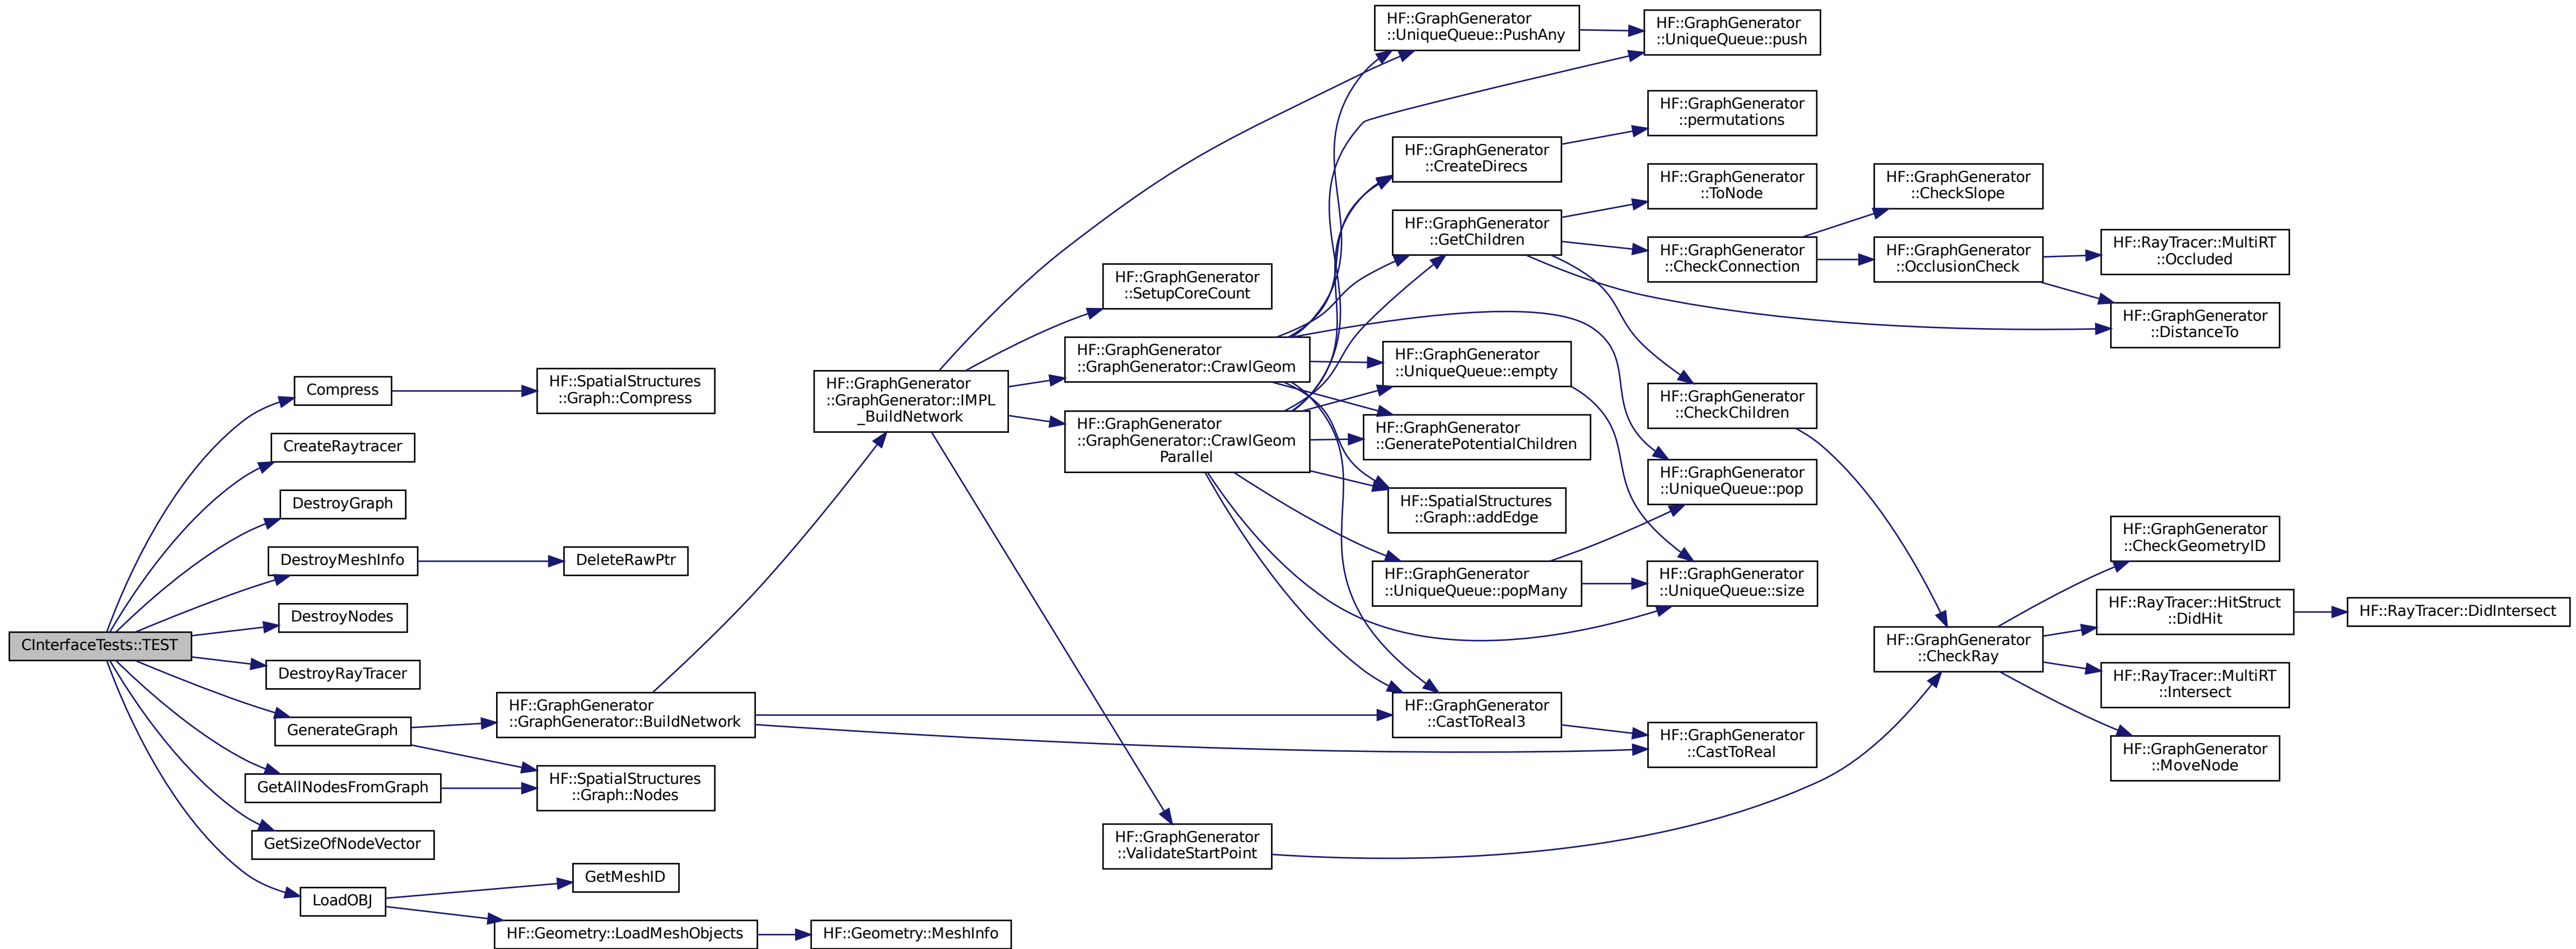 CInterfaceTests::TEST
Compress
CreateRaytracer
DestroyGraph
DestroyMeshInfo
DestroyNodes
DestroyRayTracer
GenerateGraph
GetAllNodesFromGraph
GetSizeOfNodeVector
LoadOBJ
HF::SpatialStructures
::Graph::Compress
DeleteRawPtr
HF::GraphGenerator
::GraphGenerator::BuildNetwork
HF::SpatialStructures
::Graph::Nodes
GetMeshID
HF::Geometry::LoadMeshObjects
HF::Geometry::MeshInfo
HF::GraphGenerator
::GraphGenerator::IMPL
_BuildNetwork
HF::GraphGenerator
::SetupCoreCount
HF::GraphGenerator
::GraphGenerator::CrawlGeom
HF::GraphGenerator
::GraphGenerator::CrawlGeom
Parallel
HF::GraphGenerator
::ValidateStartPoint
HF::GraphGenerator
::UniqueQueue::PushAny
HF::GraphGenerator
::CreateDirecs
HF::GraphGenerator
::GetChildren
HF::GraphGenerator
::UniqueQueue::empty
HF::GraphGenerator
::GeneratePotentialChildren
HF::SpatialStructures
::Graph::addEdge
HF::GraphGenerator
::UniqueQueue::popMany
HF::GraphGenerator
::CastToReal3
HF::GraphGenerator
::UniqueQueue::push
HF::GraphGenerator
::permutations
HF::GraphGenerator
::ToNode
HF::GraphGenerator
::CheckConnection
HF::GraphGenerator
::CheckChildren
HF::GraphGenerator
::UniqueQueue::pop
HF::GraphGenerator
::UniqueQueue::size
HF::GraphGenerator
::CastToReal
HF::GraphGenerator
::CheckSlope
HF::GraphGenerator
::OcclusionCheck
HF::GraphGenerator
::CheckRay
HF::RayTracer::MultiRT
::Occluded
HF::GraphGenerator
::DistanceTo
HF::GraphGenerator
::CheckGeometryID
HF::RayTracer::HitStruct
::DidHit
HF::RayTracer::MultiRT
::Intersect
HF::GraphGenerator
::MoveNode
HF::RayTracer::DidIntersect